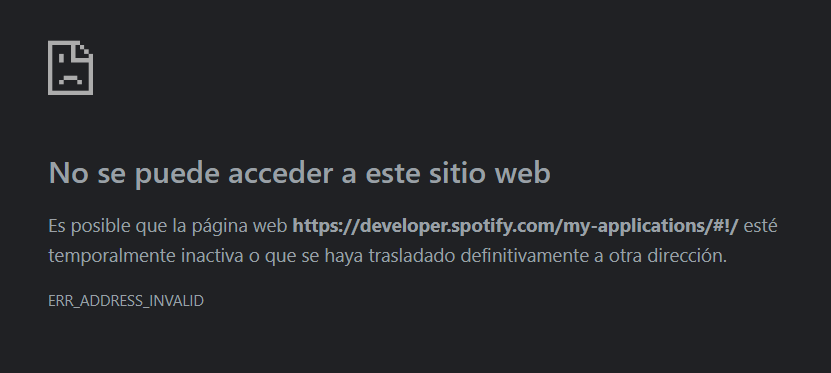 No se puede acceder a este sitio web
Es posible que la página web https://developer.spotify.com/my-applications/#!/ esté
temporalmente inactiva o que se haya trasladado definitivamente a otra dirección.
ERR_ADDRESS_INVALID